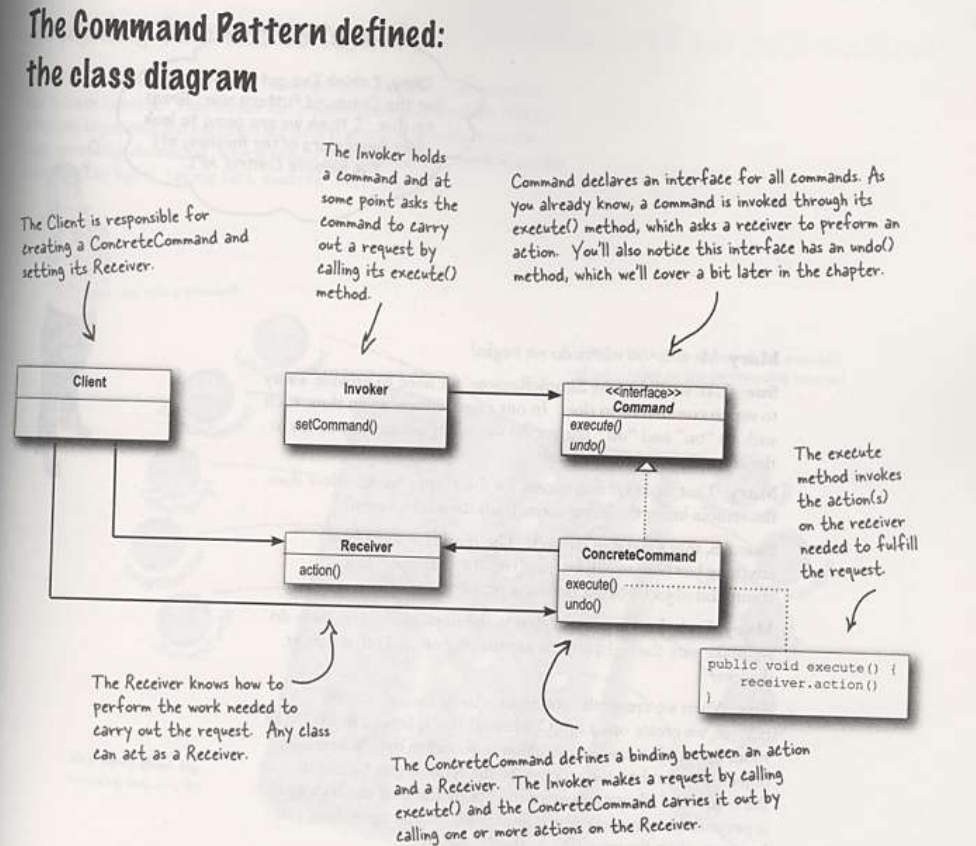 The Command Pattern defined:
the class diagram
The Client is responsible for
creating a ConcreteCommand and
setting its Receiver.
The Invoker holds
a command and at
some point asks the
command to carry
out a request by
calling its execute()
method.
Command declares an interface for all commands. As
you already know, a command is invoked through its
execute() method, which asks a receiver to preform an
action. You'll also notice this interface has an undo()
method, which we'll cover a bit later in the chapter.
Client
Invoker
setCommand()
<<interface>>
Command
execute()
undo()
The execute
method invokes
the action(s)
on the receiver
needed to fulfill
the request.
Receiver
action()
ConcreteCommand
execute()
undo()
public void execute() {
receiver.action()
}
The Receiver knows how to
perform the work needed to
carry out the request. Any class
can act as a Receiver.
The ConcreteCommand defines a binding between an action
and a Receiver. The Invoker makes a request by calling
execute() and the ConcreteCommand carries it out by
calling one or more actions on the Receiver.